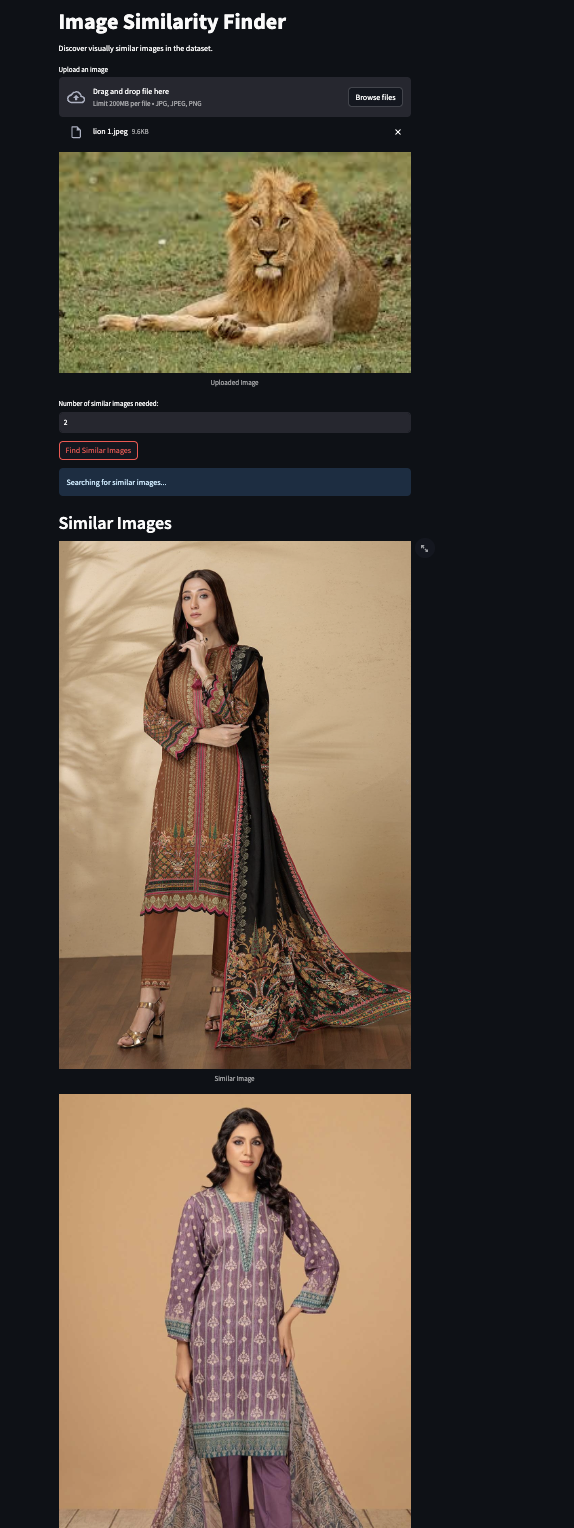 Image Similarity Finder
Discover visually similar images in the dataset.
Upload an image
Drag and drop file here
Limit 200MB per file • JPG, JPEG, PNG
Browse files
lion 1.jpeg 9.6KB
Uploaded Image
Number of similar images needed:
2
Find Similar Images
Searching for similar images...
Similar Images
Similar Image